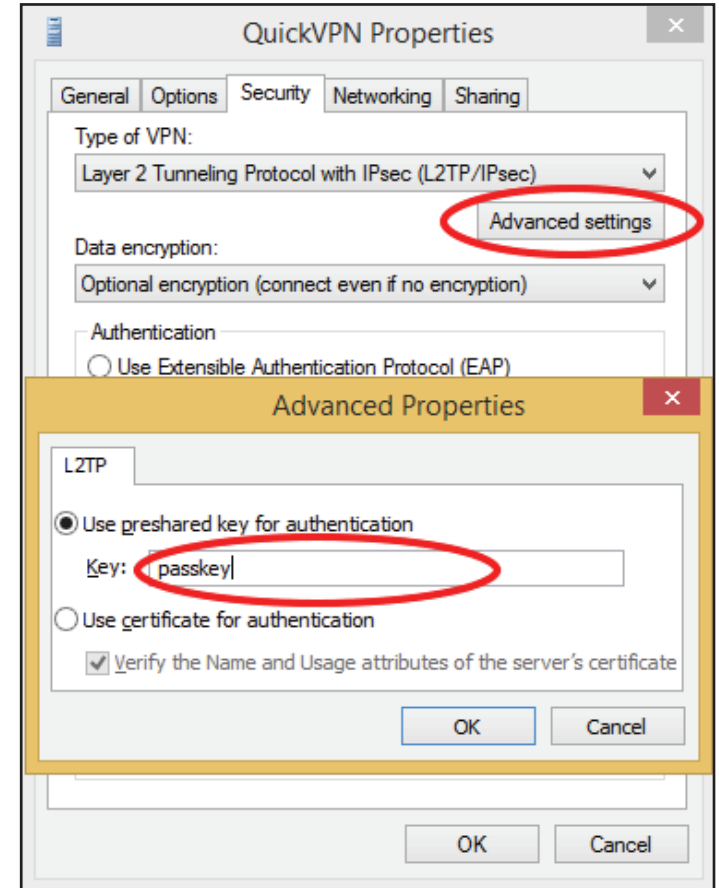 QuickVPN Properties
General Options Security Networking Sharing
Type of VPN:
Layer 2 Tunneling Protocol with IPsec (L2TP/IPsec)
Advanced settings
Data encryption:
Optional encryption (connect even if no encryption)
Authentication
Use Extensible Authentication Protocol (EAP)
Advanced Properties
L2TP
Use preshared key for authentication
Key: passkey
Use certificate for authentication
Verify the Name and Usage attributes of the server's certificate
OK Cancel
OK Cancel